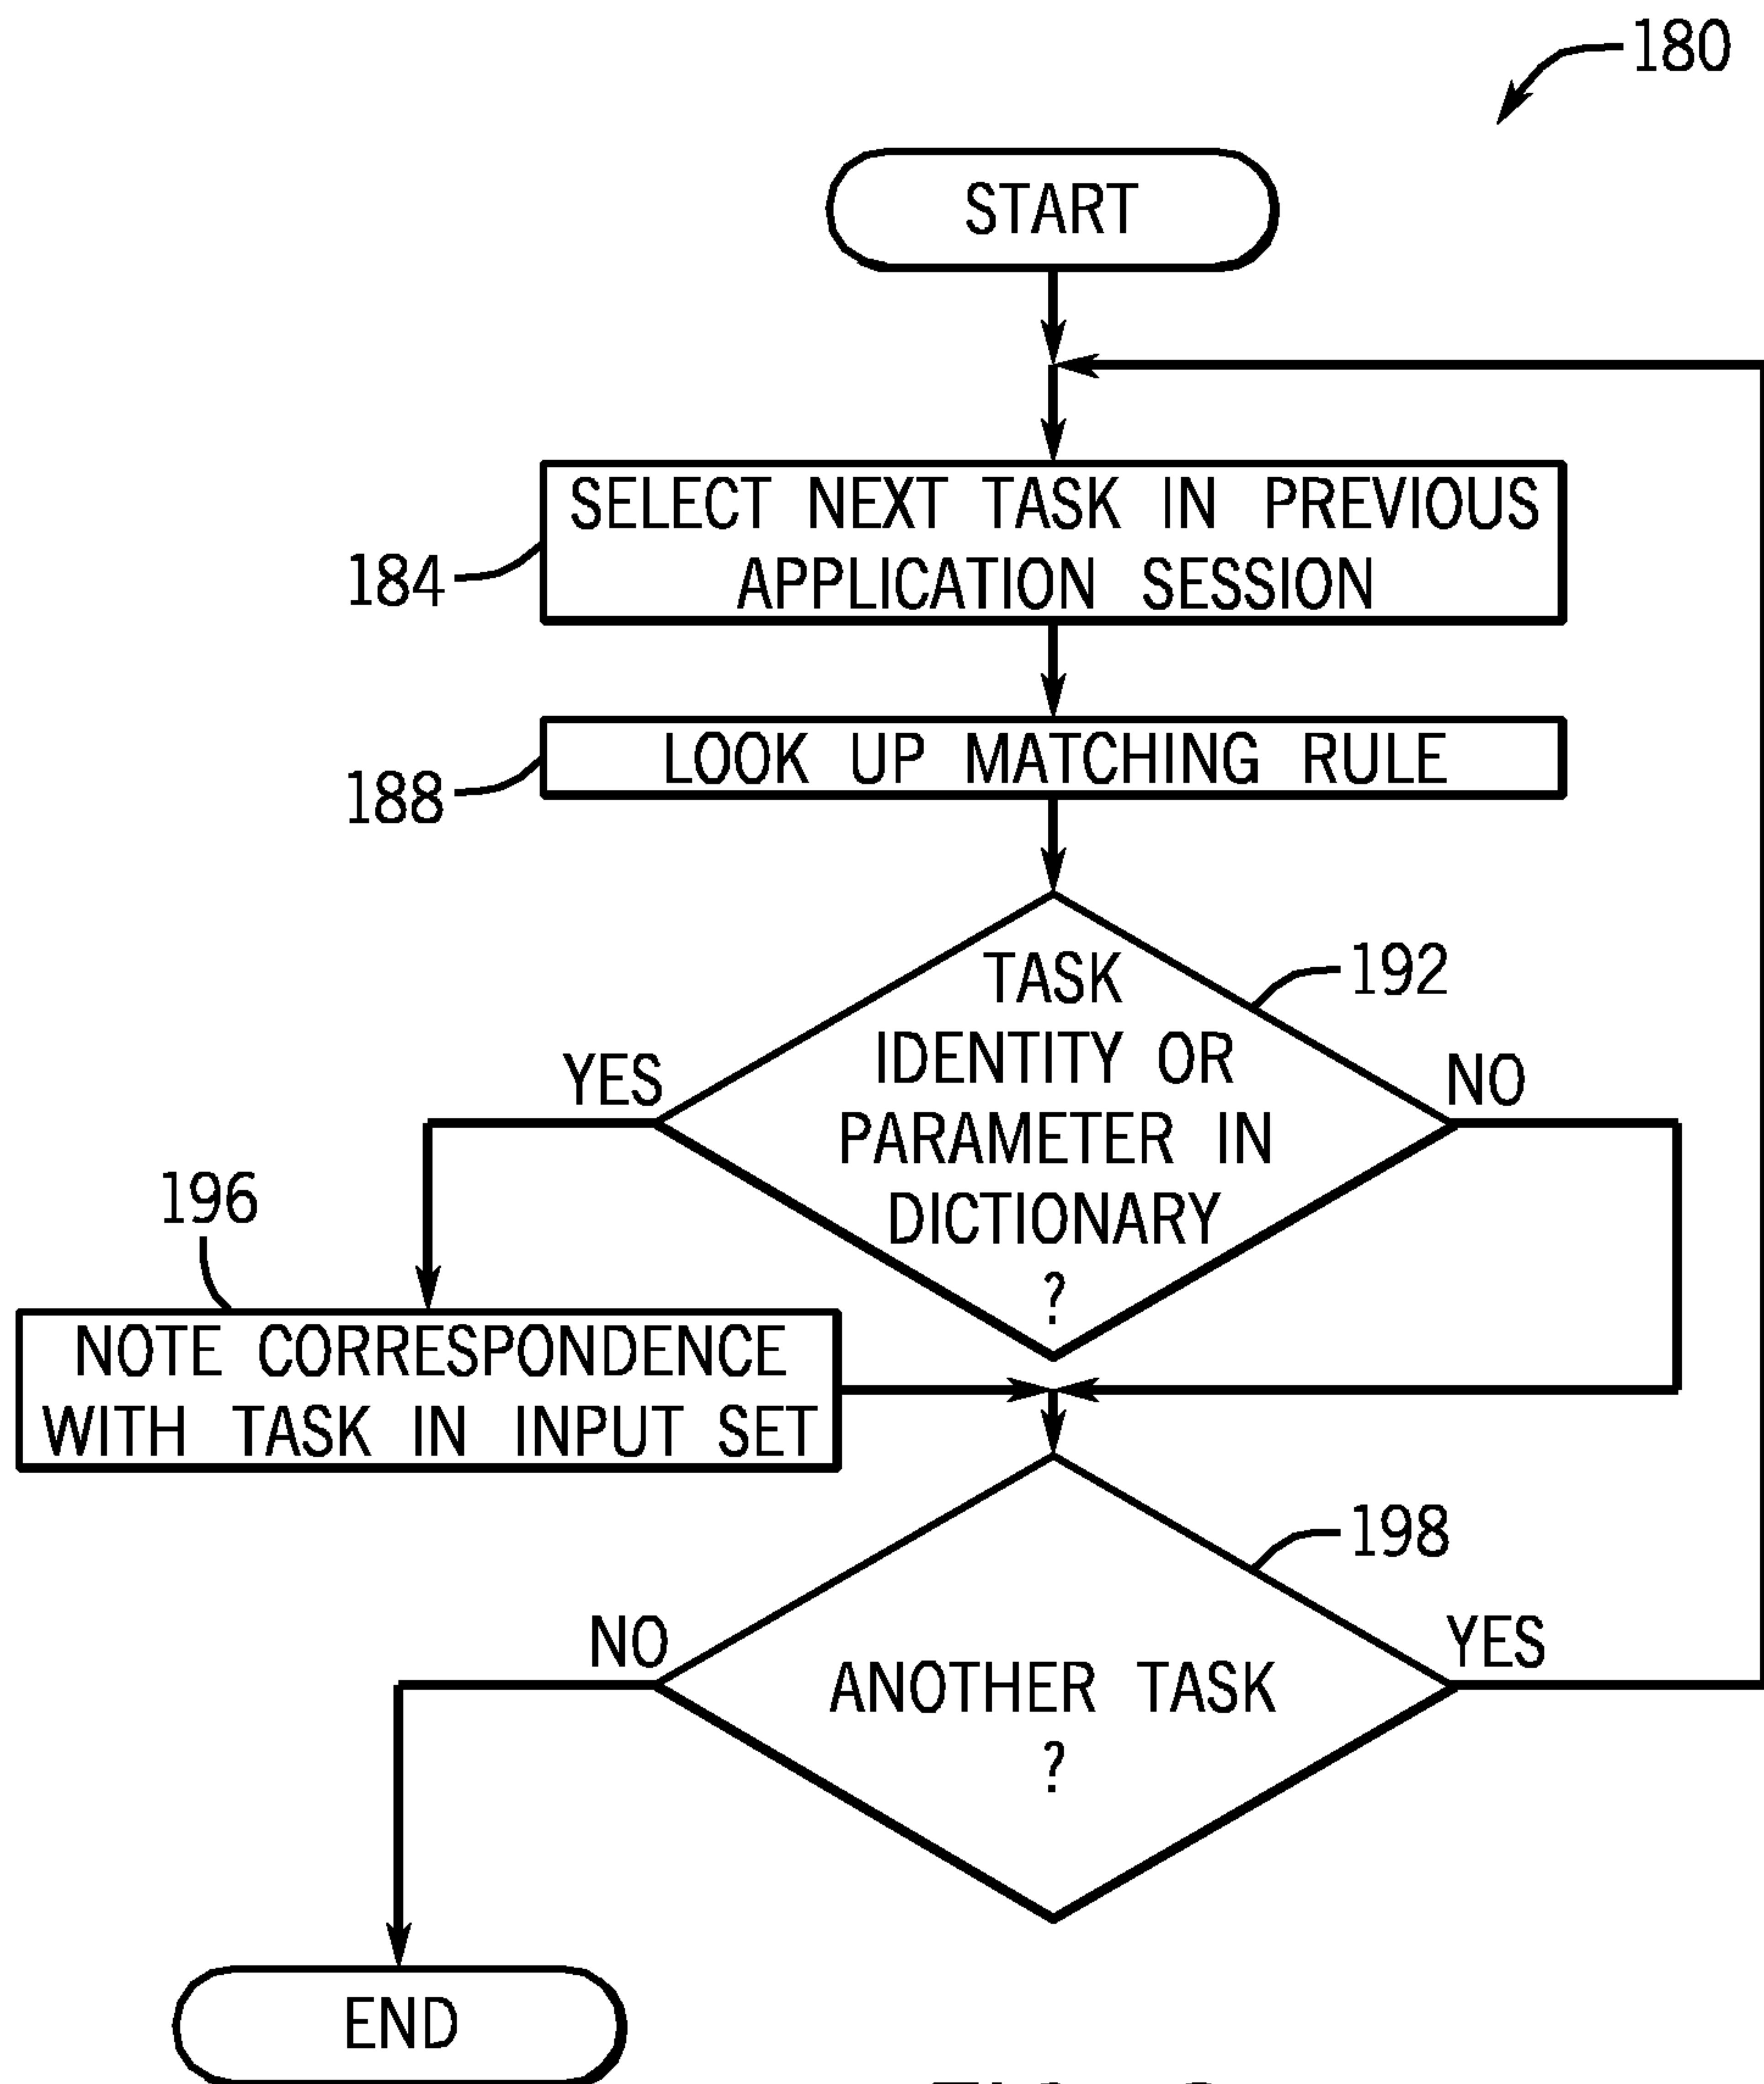 180
START
SELECT NEXT TASK IN PREVIOUS
APPLICATION SESSION
184
LOOK UP MATCHING RULE
188
TASK
IDENTITY OR
PARAMETER IN
DICTIONARY
?
192
YES
NO
196
NOTE CORRESPONDENCE
WITH TASK IN INPUT SET
198
NO
YES
ANOTHER TASK
?
END